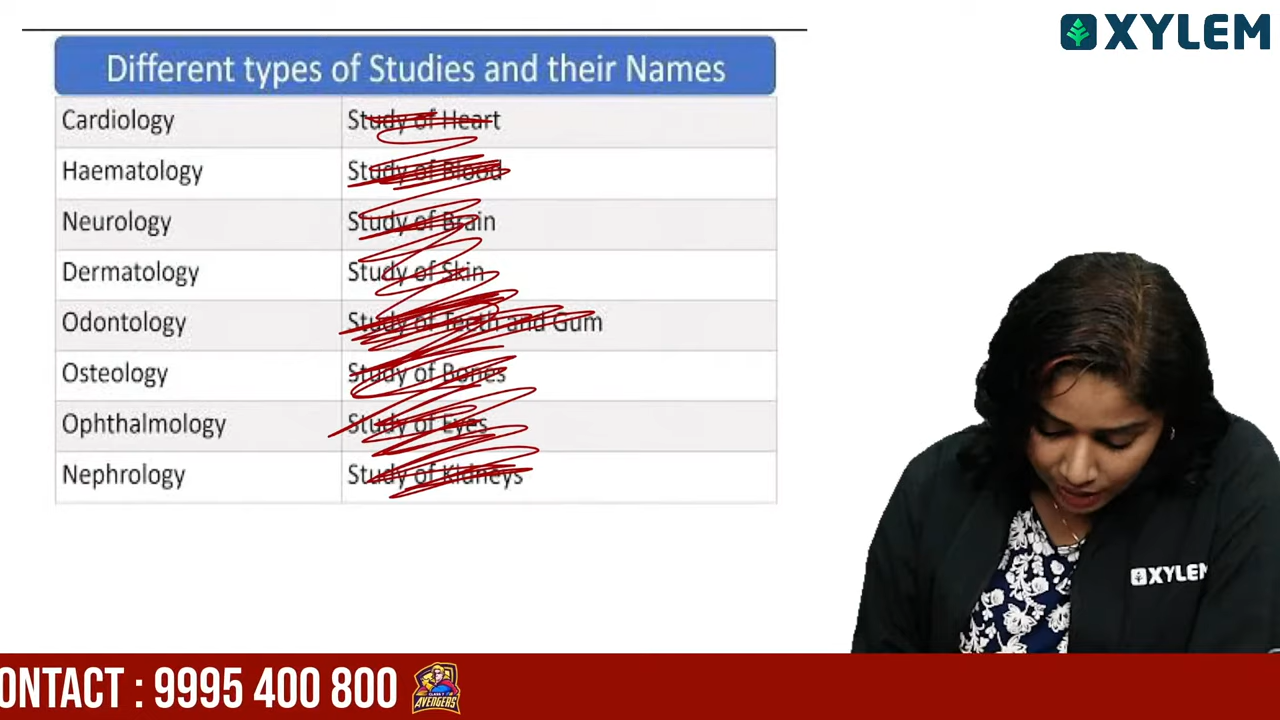 XYLEM
Different types of Studies and their Names
Cardiology Study of Heart
Haematology Study of Blood
Neurology Study of Brain
Dermatology Study of Skin
Odontology Study of Teeth and Gum
Osteology Study of Bones
Ophthalmology Study of Eyes
Nephrology Study of Kidneys
XYLEM
ONTACT : 9995 400 800
AVENGERS